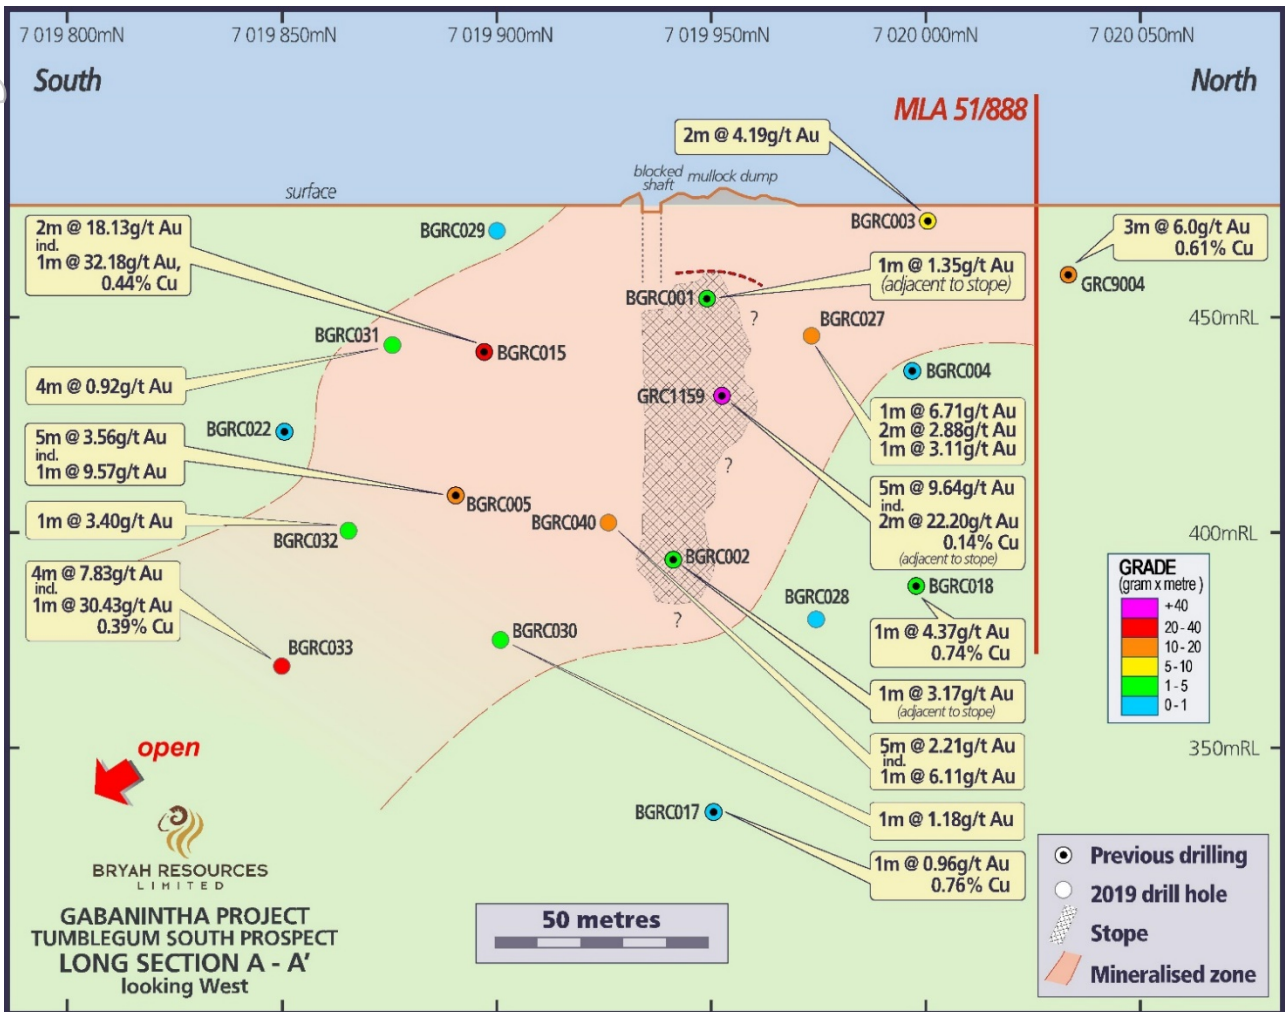 7 019 800mN
7 019 850mN
7 019 900mN
7 019 950mN
7 020 000mN
7 020 050mN
South
North
MLA 51/888
2m @ 4.19g/t Au
blocked
shaft
mullock dump
surface
BGRC029
BGRC003
3m @ 6.0g/t Au
0.61% Cu
GRC9004
2m @ 18.13g/t Au
ind.
1m @ 32.18g/t Au,
0.44% Cu
1m @ 1.35g/t Au
(adjacent to stope)
BGRC001
?
BGRC027
450mRL
BGRC031
BGRC015
BGRC004
4m @ 0.92g/t Au
GRC1159
1m @ 6.71g/t Au
2m @ 2.88g/t Au
1m @ 3.11g/t Au
BGRC022
5m @ 3.56g/t Au
ind.
1m @ 9.57g/t Au
?
5m @ 9.64g/t Au
ind.
2m @ 22.20g/t Au
0.14% Cu
(adjacent to stope)
BGRC005
BGRC040
1m @ 3.40g/t Au
BGRC032
400mRL
BGRC002
4m @ 7.83g/t Au
ind.
1m @ 30.43g/t Au
0.39% Cu
BGRC018
BGRC028
?
1m @ 4.37g/t Au
0.74% Cu
BGRC030
BGRC033
1m @ 3.17g/t Au
(adjacent to stope)
GRADE
(gram x metre )
+40
20 - 40
10 - 20
5 - 10
1 - 5
0 - 1
350mRL
open
5m @ 2.21g/t Au
ind.
1m @ 6.11g/t Au
BGRC017
1m @ 1.18g/t Au
1m @ 0.96g/t Au
0.76% Cu
BRYAH RESOURCES
LIMITED
GABANINTHA PROJECT
TUMBLEGUM SOUTH PROSPECT
LONG SECTION A - A'
looking West
50 metres
Previous drilling
2019 drill hole
Stope
Mineralised zone